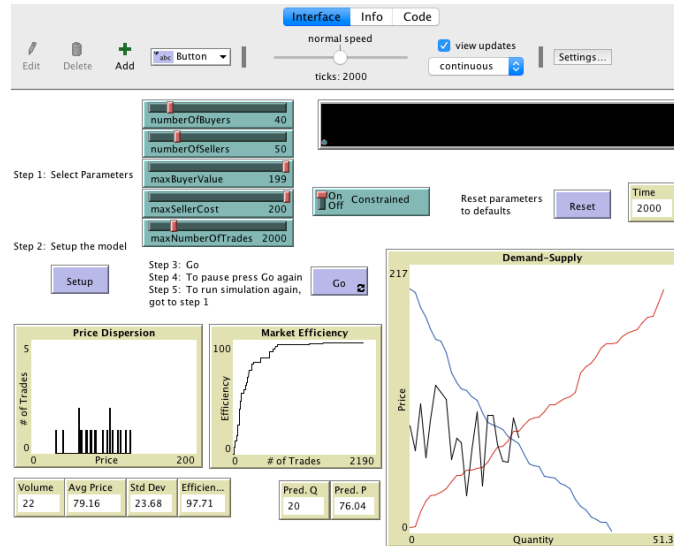 Interface Info Code
normal speed
Edit Delete Add abc Button view updates
continuous Settings...
ticks: 2000
numberOfBuyers 40
numberOfSellers 50
Step 1: Select Parameters
maxBuyerValue 199
maxSellerCost 200
maxNumberOfTrades 2000
On
Off Constrained
Reset parameters
to defaults
Reset
Time
2000
Step 2: Setup the model
Setup
Step 3: Go
Step 4: To pause press Go again
Step 5: To run simulation again,
got to step 1
Go
Price Dispersion
5
# of Trades
0
0 Price 200
Market Efficiency
100
Efficiency
0
0 # of Trades 2190
Demand-Supply
217
Price
0
0 Quantity 51.3
Volume Avg Price Std Dev Efficien...
22 79.16 23.68 97.71
Pred. Q Pred. P
20 76.04